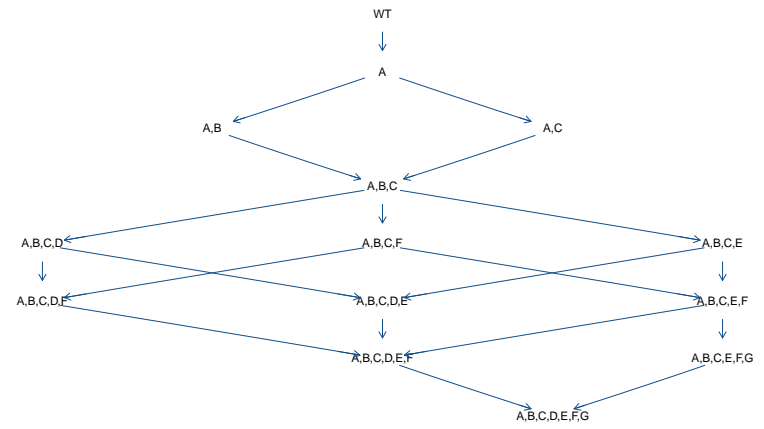 WT
A
A,B
A,C
A,B,C
A,B,C,D
A,B,C,F
A,B,C,E
A,B,C,D,F
A,B,C,D,E
A,B,C,E,F
A,B,C,D,E,F
A,B,C,E,F,G
A,B,C,D,E,F,G